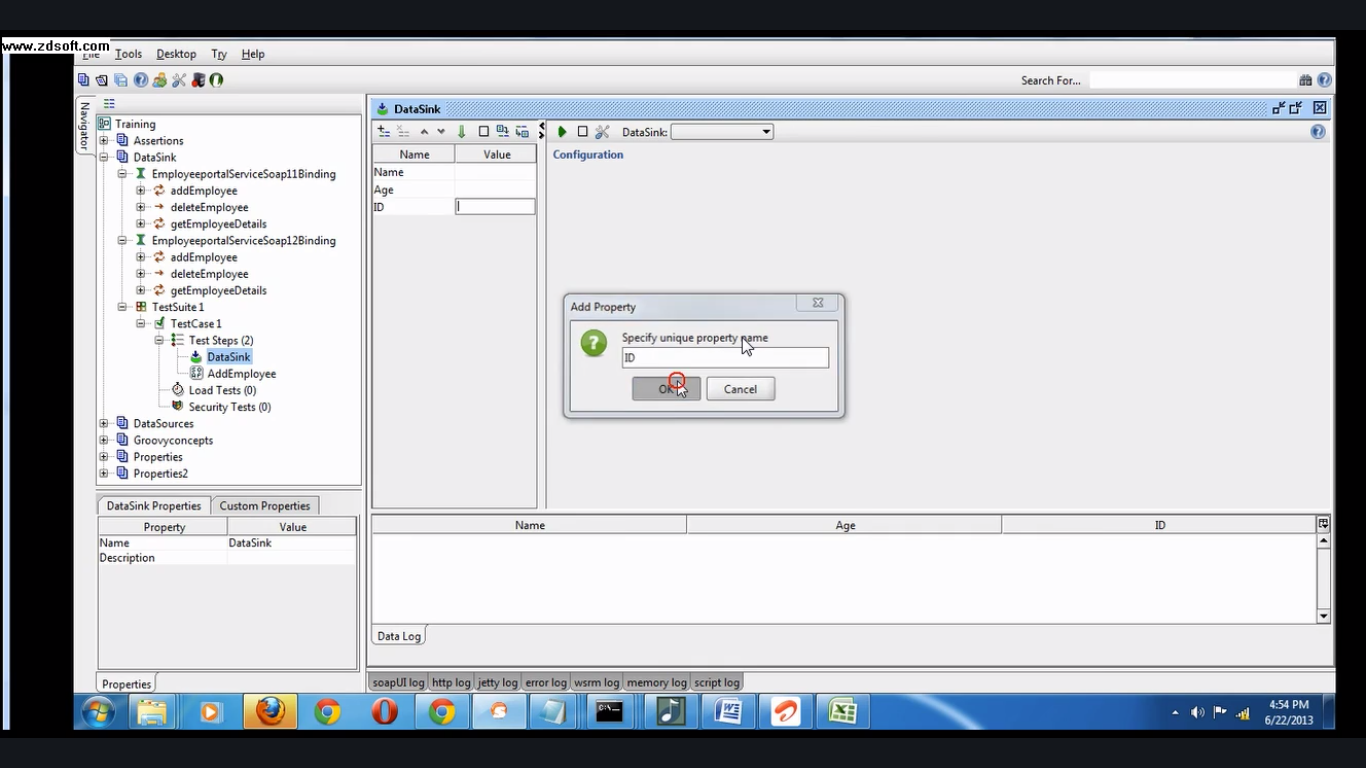 www.zdsoft.com
File Tools Desktop Try Help
Search For...
Navigator
Training
Assertions
DataSink
EmployeeportalServiceSoap11Binding
addEmployee
deleteEmployee
getEmployeeDetails
EmployeeportalServiceSoap12Binding
addEmployee
deleteEmployee
getEmployeeDetails
TestSuite 1
TestCase 1
Test Steps (2)
DataSink
AddEmployee
Load Tests (0)
Security Tests (0)
DataSources
Groovyconcepts
Properties
Properties2
DataSink Properties Custom Properties
Property Value
Name DataSink
Description
Properties
DataSink
DataSink:
Name Value
Name
Age
ID
Configuration
Add Property
Specify unique property name
ID
OK Cancel
Name Age ID
Data Log
soapUI log http log jetty log error log wsrm log memory log script log
4:54 PM
6/22/2013